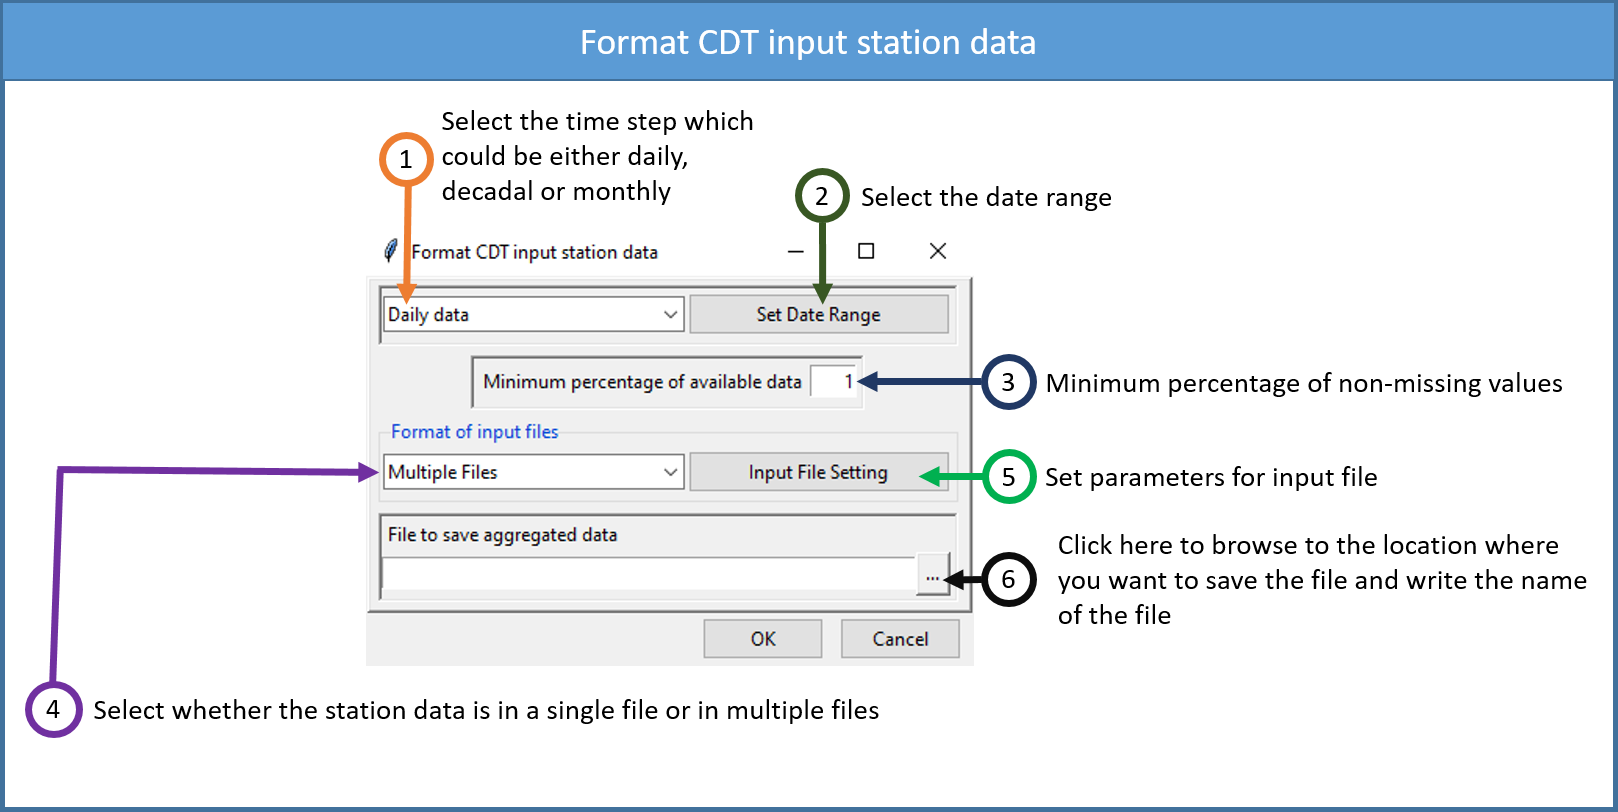 Format CDT input station data
Select the time step which
could be either daily,
decadal or monthly
1
2
Select the date range
Format CDT input station data
Daily data
Set Date Range
Minimum percentage of available data
1
3
Minimum percentage of non-missing values
Format of input files
Multiple Files
Input File Setting
5
Set parameters for input file
File to save aggregated data
...
6
Click here to browse to the location where
you want to save the file and write the name
of the file
OK
Cancel
4
Select whether the station data is in a single file or in multiple files